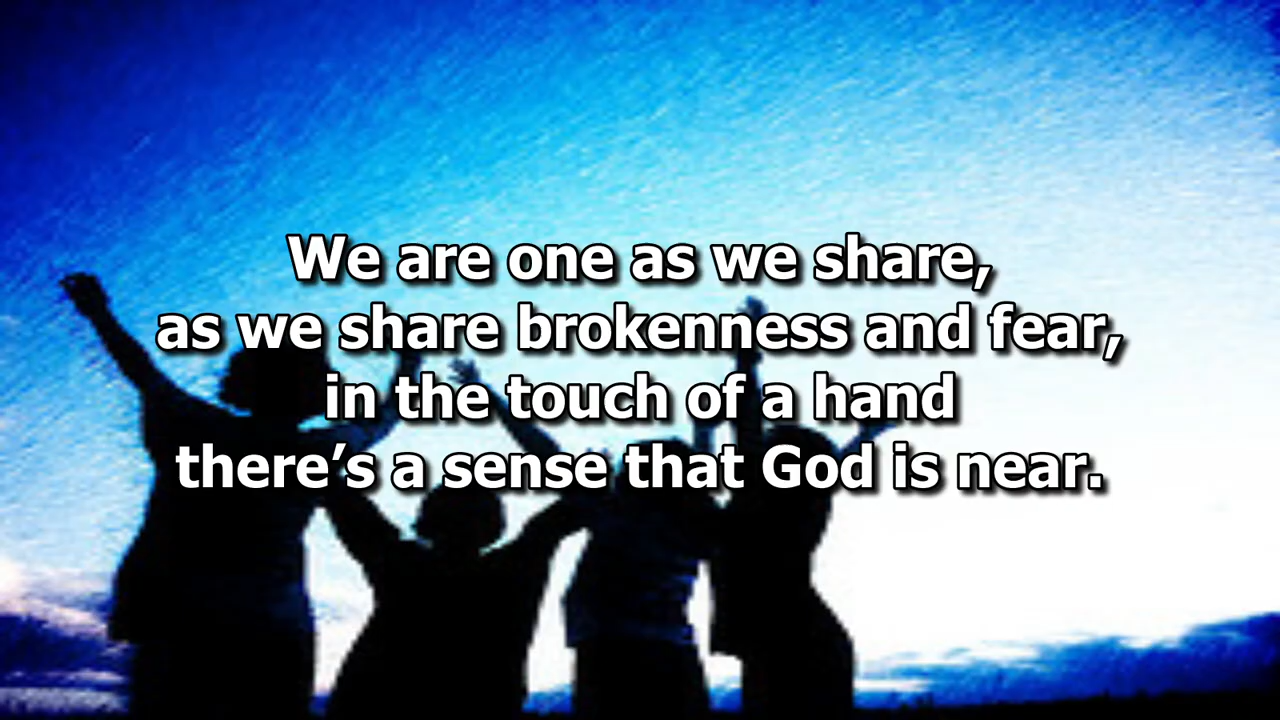 We are one as we share,
as we share brokenness and fear,
in the touch of a hand
there’s a sense that God is near.